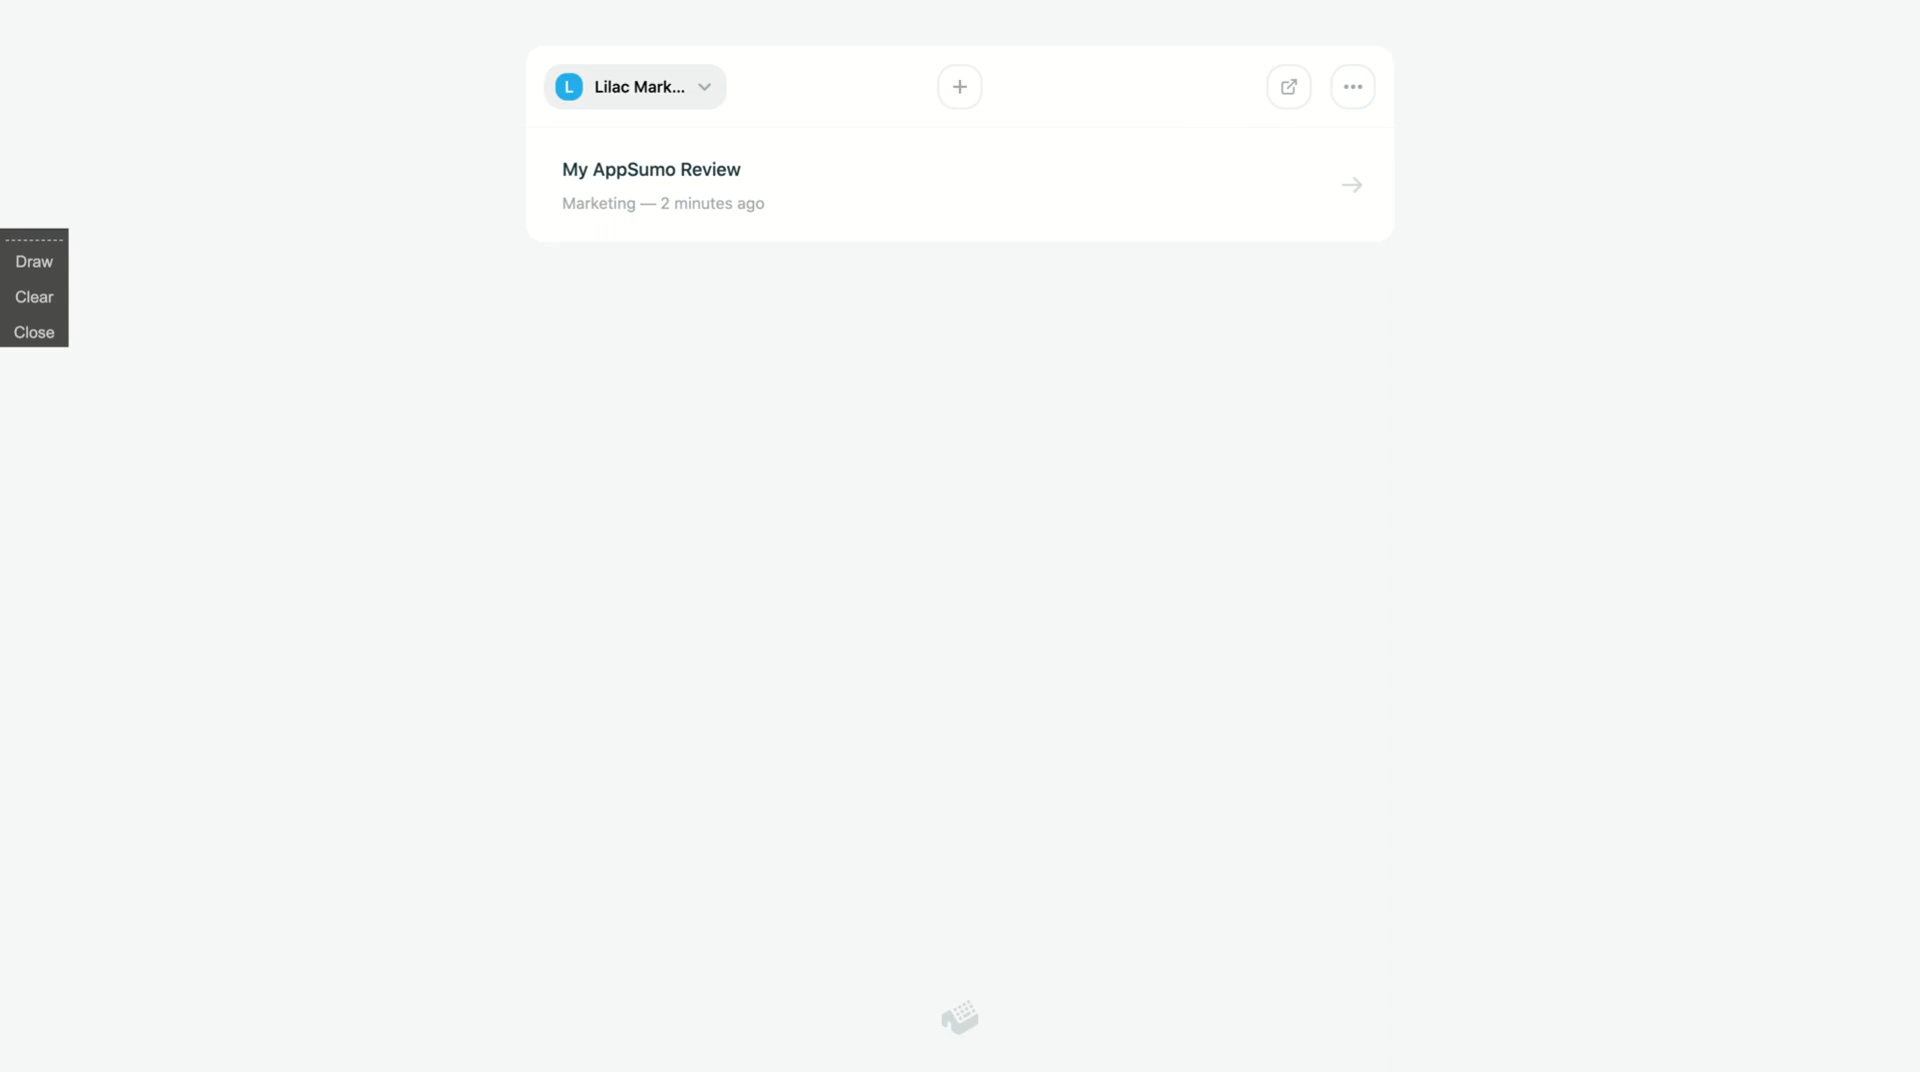 L Lilac Mark...
My AppSumo Review
Marketing — 2 minutes ago
Draw
Clear
Close